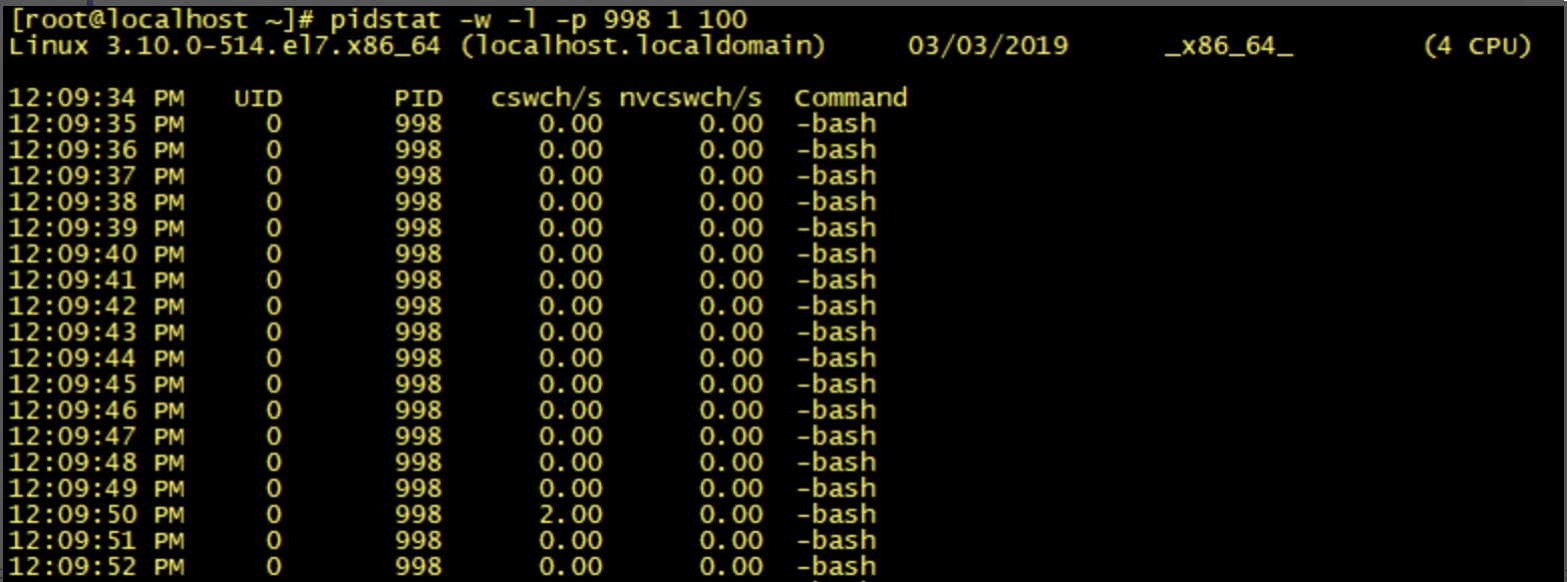 [root@localhost ~]# pidstat -w -l -p 998 1 100
Linux 3.10.0-514.el7.x86_64 (localhost.localdomain) 03/03/2019 _x86_64_ (4 CPU)
12:09:34 PM UID PID cswch/s nvcswch/s Command
12:09:35 PM 0 998 0.00 0.00 -bash
12:09:36 PM 0 998 0.00 0.00 -bash
12:09:37 PM 0 998 0.00 0.00 -bash
12:09:38 PM 0 998 0.00 0.00 -bash
12:09:39 PM 0 998 0.00 0.00 -bash
12:09:40 PM 0 998 0.00 0.00 -bash
12:09:41 PM 0 998 0.00 0.00 -bash
12:09:42 PM 0 998 0.00 0.00 -bash
12:09:43 PM 0 998 0.00 0.00 -bash
12:09:44 PM 0 998 0.00 0.00 -bash
12:09:45 PM 0 998 0.00 0.00 -bash
12:09:46 PM 0 998 0.00 0.00 -bash
12:09:47 PM 0 998 0.00 0.00 -bash
12:09:48 PM 0 998 0.00 0.00 -bash
12:09:49 PM 0 998 0.00 0.00 -bash
12:09:50 PM 0 998 2.00 0.00 -bash
12:09:51 PM 0 998 0.00 0.00 -bash
12:09:52 PM 0 998 0.00 0.00 -bash